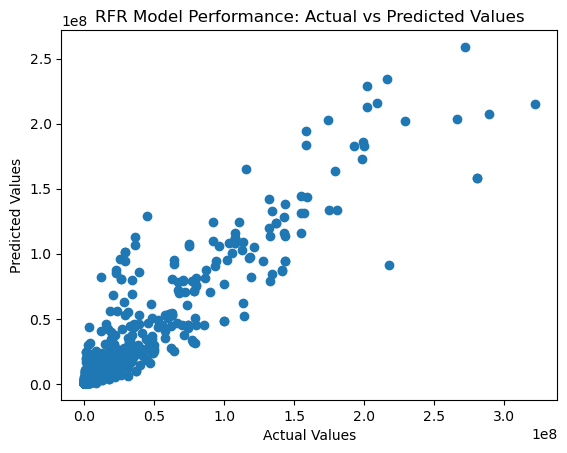 RFR Model Performance: Actual vs Predicted Values
1e8
2.5
2.0
1.5
1.0
0.5
0.0
Predicted Values
0.0 0.5 1.0 1.5 2.0 2.5 3.0
1e8
Actual Values